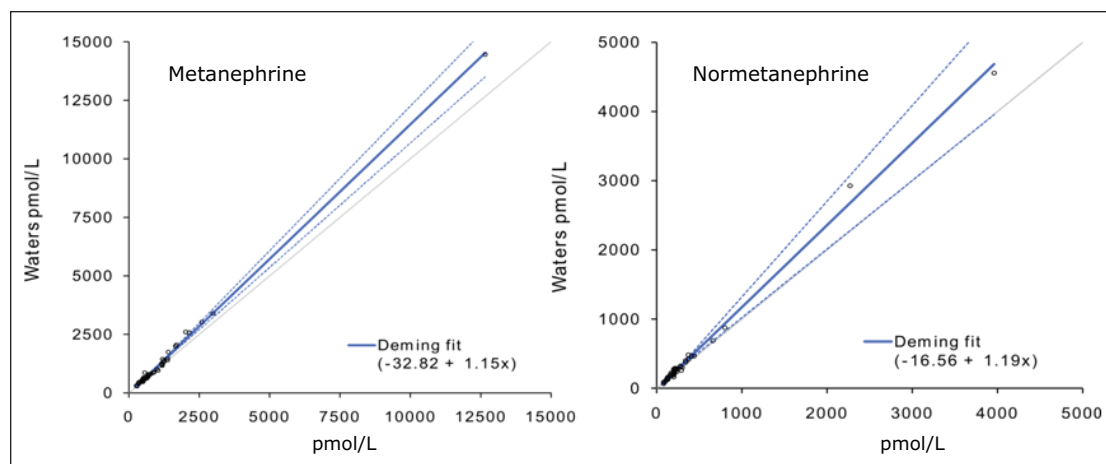 Metanephrine
15000
12500
10000
7500
5000
2500
0
Waters pmol/L
Deming fit
(-32.82 + 1.15x)
0 2500 5000 7500 10000 12500 15000
pmol/L
Normetanephrine
5000
4000
3000
2000
1000
0
Waters pmol/L
Deming fit
(-16.56 + 1.19x)
0 1000 2000 3000 4000 5000
pmol/L